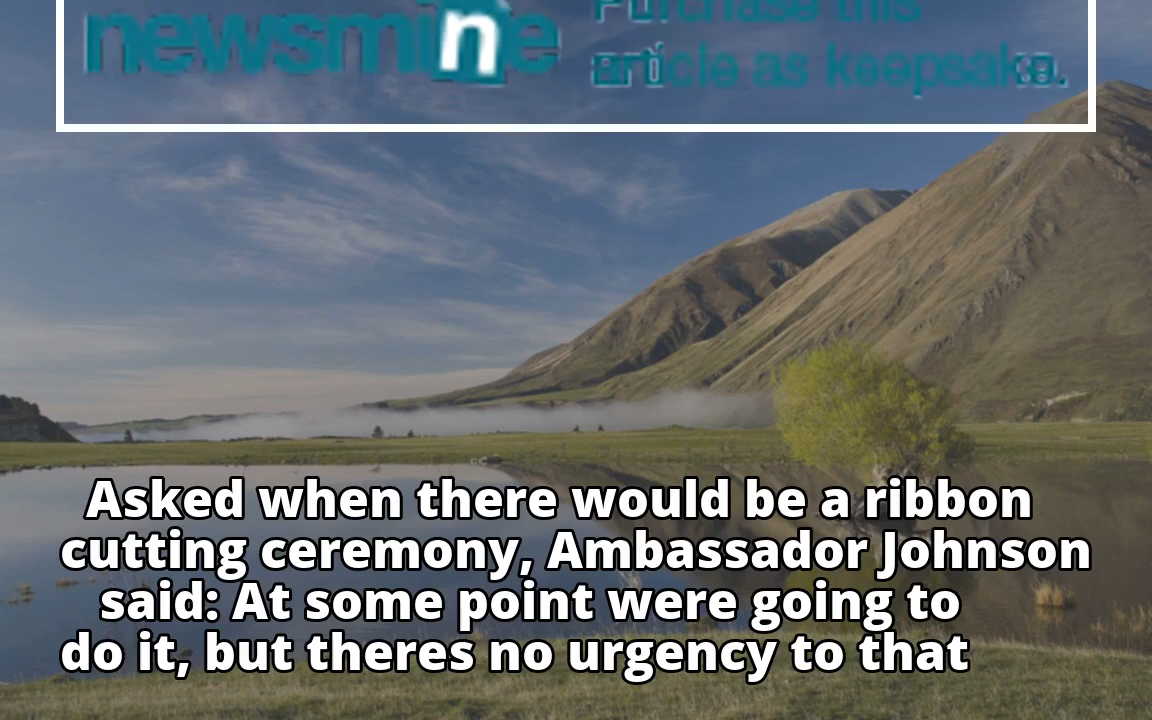 newsmine
Purchase this
article as keepsake.
Asked when there would be a ribbon
cutting ceremony, Ambassador Johnson
said: At some point were going to
do it, but theres no urgency to that